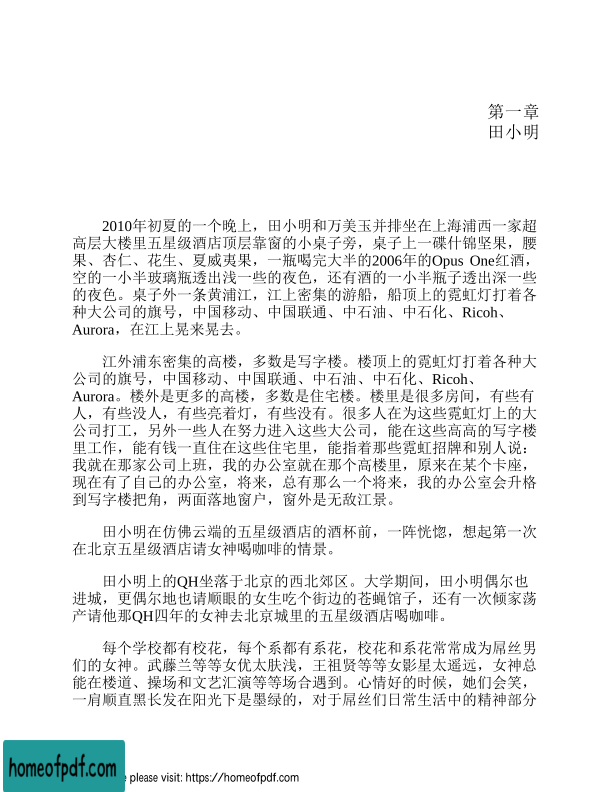 第一章
田小明
2010年初夏的一个晚上，田小明和万美玉并排坐在上海浦西一家超
高层大楼里五星级酒店顶层靠窗的小桌子旁，桌子上一碟什锦坚果，腰
果、杏仁、花生、夏威夷果，一瓶喝完大半的2006年的Opus One红酒，
空的一小半玻璃瓶透出浅一些的夜色，还有酒的一小半瓶子透出深一些
的夜色。桌子外一条黄浦江，江上密集的游船，船顶上的霓虹灯打着各
种大公司的旗号，中国移动、中国联通、中石油、中石化、Ricoh、
Aurora，在江上晃来晃去。
江外浦东密集的高楼，多数是写字楼。楼顶上的霓虹灯打着各种大
公司的旗号，中国移动、中国联通、中石油、中石化、Ricoh、
Aurora。楼外是更多的高楼，多数是住宅楼。楼里是很多房间，有些有
人，有些没人，有些亮着灯，有些没有。很多人在为这些霓虹灯上的大
公司打工，另外一些人在努力进入这些大公司，能在这些高高的写字楼
里工作，能有钱一直住在这些住宅里，能指着那些霓虹招牌和别人说：
我就在那家公司上班，我的办公室就在那个高楼里，原来在某个卡座，
现在有了自己的办公室，将来，总有那么一个将来，我的办公室会升格
到写字楼把角，两面落地窗户，窗外是无敌江景。
田小明在仿佛云端的五星级酒店的酒杯前，一阵恍惚，想起第一次
在北京五星级酒店请女神喝咖啡的情景。
田小明上的QH坐落于北京的西北郊区。大学期间，田小明偶尔也
进城，更偶尔地也请顺眼的女生吃个街边的苍蝇馆子，还有一次倾家荡
产请他那QH四年的女神去北京城里的五星级酒店喝咖啡。
每个学校都有校花，每个系都有系花，校花和系花常常成为屌丝男
们的女神。武藤兰等等女优太肤浅，王祖贤等等女影星太遥远，女神总
能在楼道、操场和文艺汇演等等场合遇到。心情好的时候，她们会笑，
一肩顺直黑长发在阳光下是墨绿的，对于屌丝们日常生活中的精神部分
homeofpdf.com
e please visit: https://homeofpdf.com